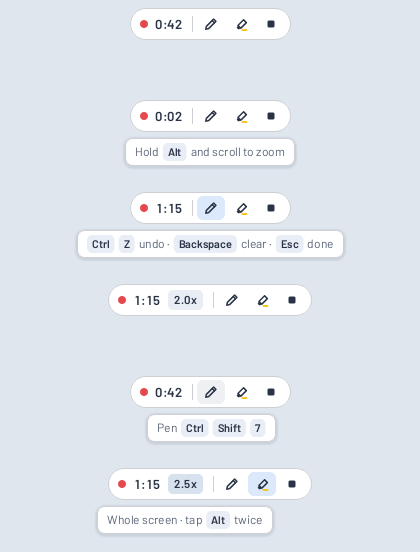 0:42
0:02
Hold Alt and scroll to zoom
1:15
Ctrl Z undo · Backspace clear · Esc done
1:15 2.0x
0:42
Pen Ctrl Shift 7
1:15 2.5x
Whole screen · tap Alt twice